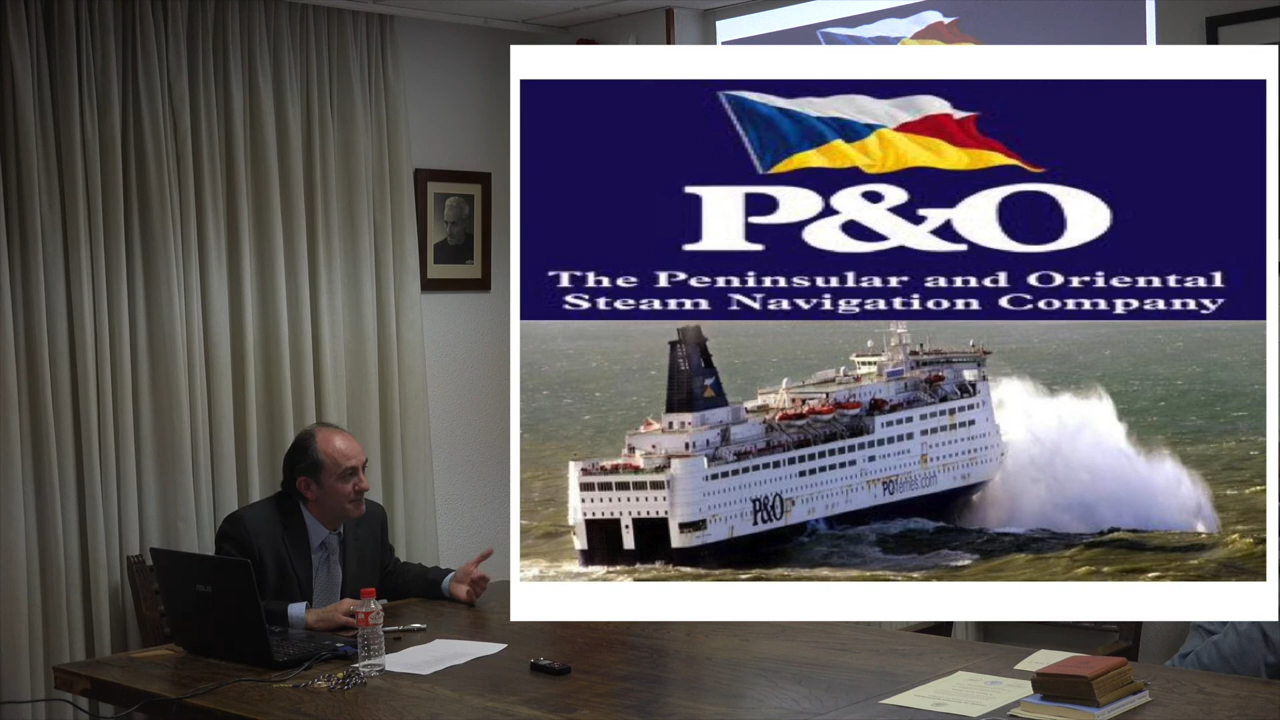 P&O
The Peninsular and Oriental
Steam Navigation Company
P&O
POferries.com